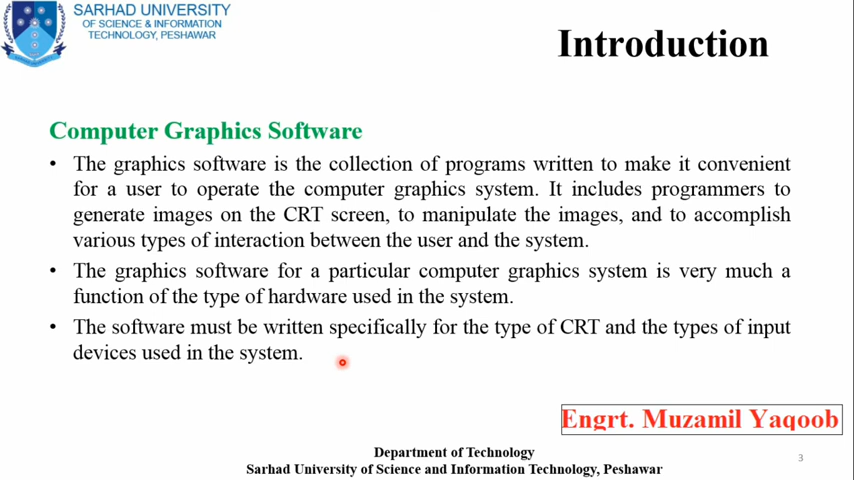 SARHAD UNIVERSITY
OF SCIENCE & INFORMATION
TECHNOLOGY, PESHAWAR
Introduction
Computer Graphics Software
• The graphics software is the collection of programs written to make it convenient
for a user to operate the computer graphics system. It includes programmers to
generate images on the CRT screen, to manipulate the images, and to accomplish
various types of interaction between the user and the system.
• The graphics software for a particular computer graphics system is very much a
function of the type of hardware used in the system.
• The software must be written specifically for the type of CRT and the types of input
devices used in the system.
Engrt. Muzamil Yaqoob
Department of Technology
Sarhad University of Science and Information Technology, Peshawar
3